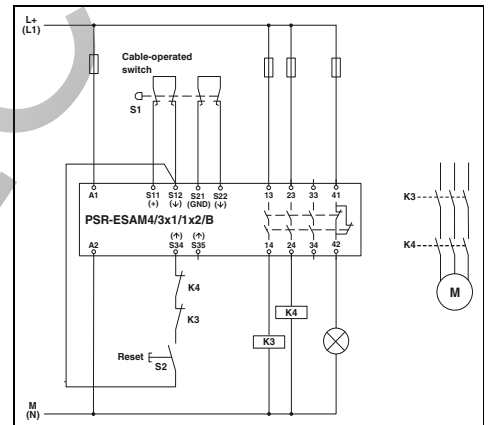 L+
(L1)
Cable-operated
switch
S1
A1 S11 S12 S21 S22 13 23 33 41
(+) (↓) (GND) (↓)
PSR-ESAM4/3x1/1x2/B
(↑) (↑)
A2 S34 S35 14 24 34 42
K3
K4
K4
K3
K4
K3
M
Reset
S2
M
(N)